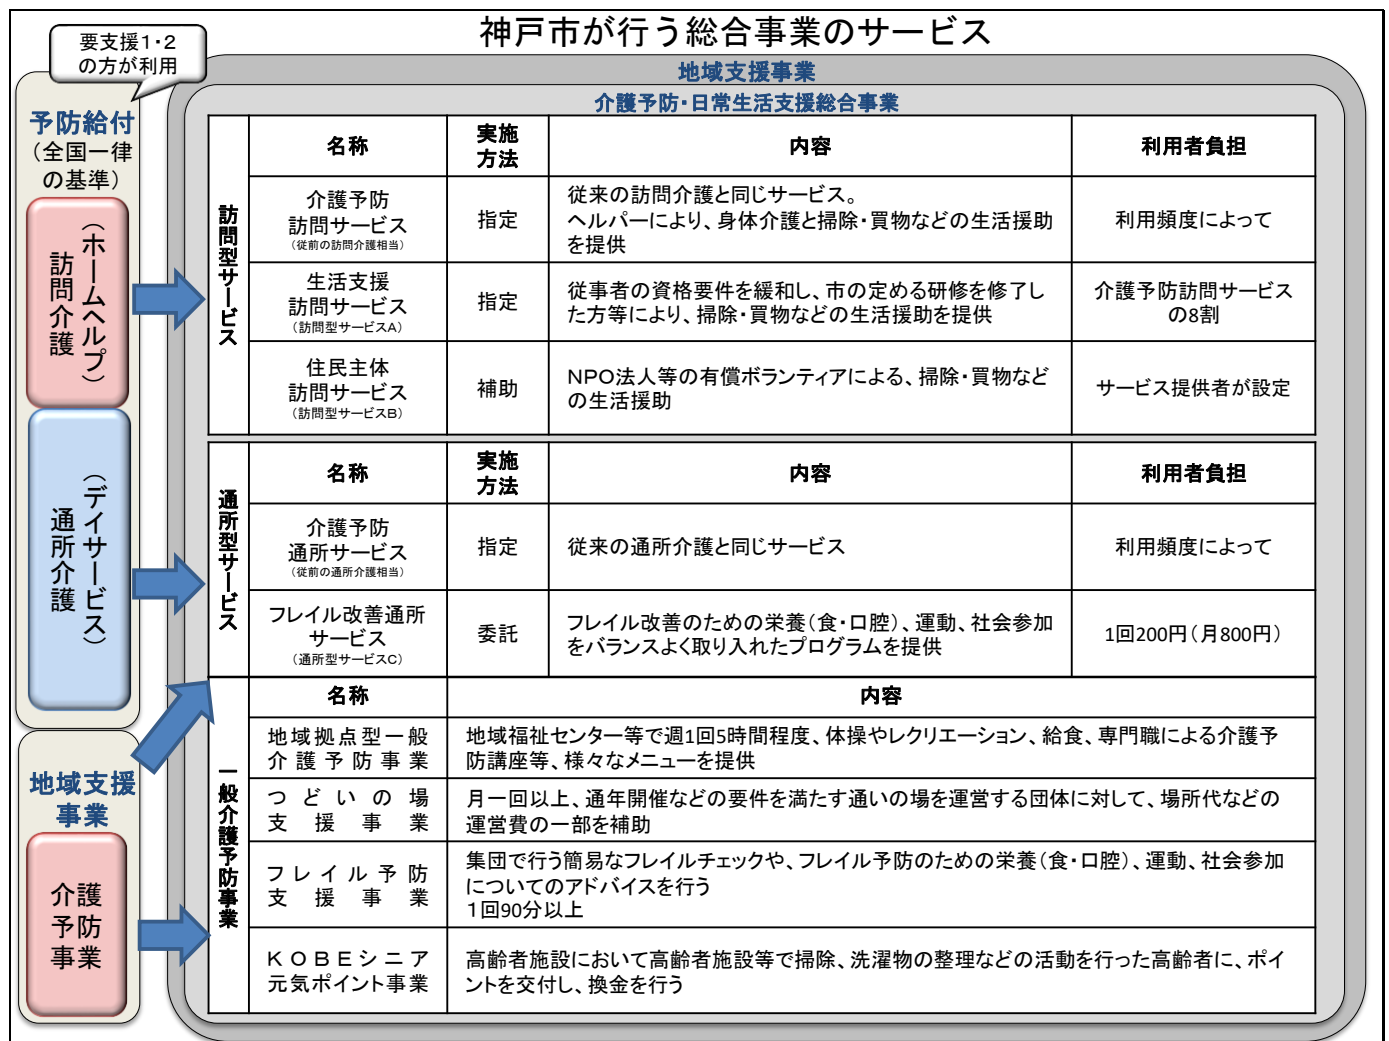 神戸市が行う総合事業のサービス
要支援1・2
の方が利用
予防給付
（全国一律
の基準）
訪問介護
（ホームヘルプ）
通所介護
（デイサービス）
地域支援
事業
介護
予防
事業
地域支援事業
介護予防・日常生活支援総合事業
訪問型サービス
名称
実施
方法
内容
利用者負担
介護予防
訪問サービス
（従前の訪問介護相当）
指定
従来の訪問介護と同じサービス。
ヘルパーにより、身体介護と掃除・買物などの生活援助
を提供
利用頻度によって
生活支援
訪問サービス
（訪問型サービスA）
指定
従事者の資格要件を緩和し、市の定める研修を修了し
た方等により、掃除・買物などの生活援助を提供
介護予防訪問サービス
の8割
住民主体
訪問サービス
（訪問型サービスB）
補助
ＮＰＯ法人等の有償ボランティアによる、掃除・買物など
の生活援助
サービス提供者が設定
通所型サービス
名称
実施
方法
内容
利用者負担
介護予防
通所サービス
（従前の通所介護相当）
指定
従来の通所介護と同じサービス
利用頻度によって
フレイル改善通所
サービス
（通所型サービスC）
委託
フレイル改善のための栄養（食・口腔）、運動、社会参加
をバランスよく取り入れたプログラムを提供
1回200円（月800円）
一般介護予防事業
名称
内容
地域拠点型一般
介護予防事業
地域福祉センター等で週1回5時間程度、体操やレクリエーション、給食、専門職による介護予
防講座等、様々なメニューを提供
つどいの場
支援事業
月一回以上、通年開催などの要件を満たす通いの場を運営する団体に対して、場所代などの
運営費の一部を補助
フレイル予防
支援事業
集団で行う簡易なフレイルチェックや、フレイル予防のための栄養（食・口腔）、運動、社会参加
についてのアドバイスを行う
１回90分以上
ＫＯＢＥシニア
元気ポイント事業
高齢者施設において高齢者施設等で掃除、洗濯物の整理などの活動を行った高齢者に、ポイ
ントを交付し、換金を行う